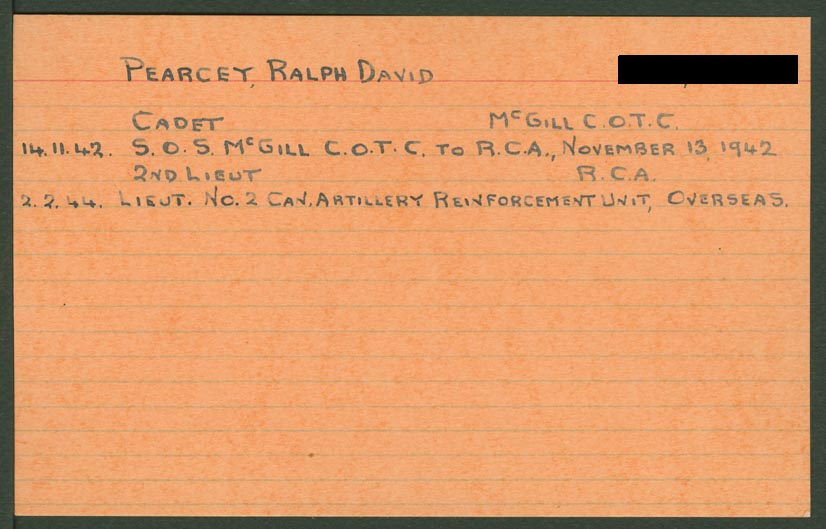 PEARCEY, RALPH DAVID
CADET McGILL C.O.T.C.
14.11.42. S.O.S. McGILL C.O.T.C. TO R.C.A., NOVEMBER 13, 1942
2ND LIEUT R.C.A.
2.2.44. LIEUT. NO.2 CAN. ARTILLERY REINFORCEMENT UNIT, OVERSEAS.